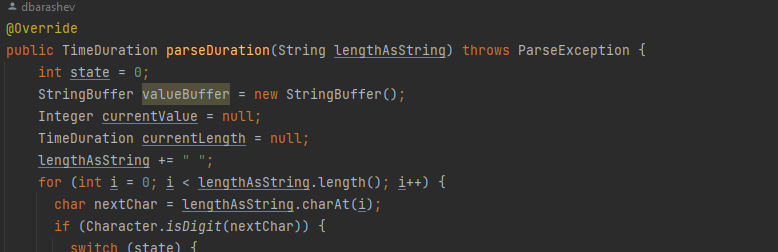 dbarashev
@Override
public TimeDuration parseDuration(String lengthAsString) throws ParseException {
int state = 0;
StringBuffer valueBuffer = new StringBuffer();
Integer currentValue = null;
TimeDuration currentLength = null;
lengthAsString += " ";
for (int i = 0; i < lengthAsString.length(); i++) {
char nextChar = lengthAsString.charAt(i);
if (Character.isDigit(nextChar)) {
switch (state) {